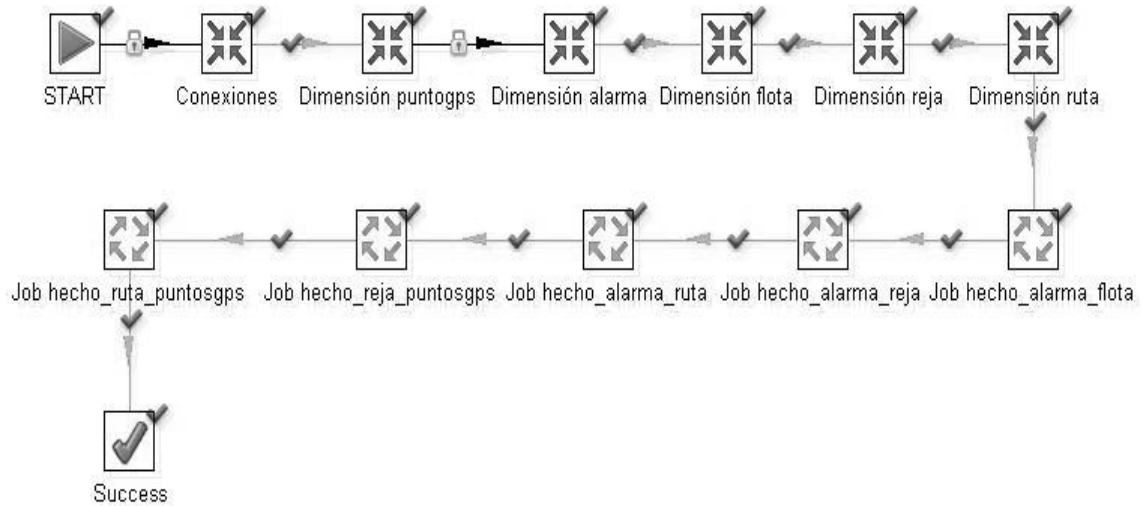 START
Conexiones
Dimensión puntogps
Dimensión alarma
Dimensión flota
Dimensión reja
Dimensión ruta
Job hecho_ruta_puntosgps
Job hecho_reja_puntosgps
Job hecho_alarma_ruta
Job hecho_alarma_reja
Job hecho_alarma_flota
Success